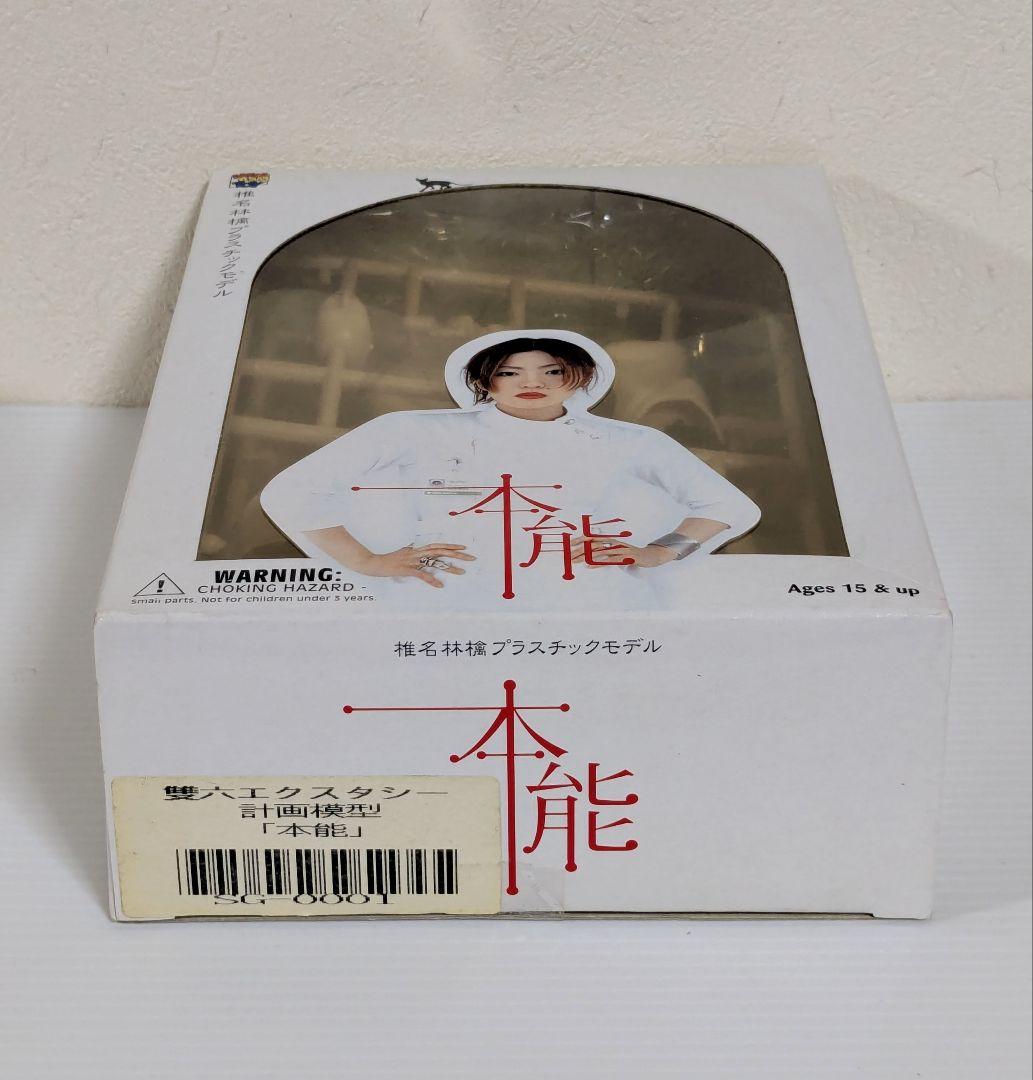 椎名林檎プラスチックモデル
本能
WARNING:
CHOKING HAZARD -
small parts. Not for children under 3 years.
Ages 15 & up
椎名林檎プラスチックモデル
本能
雙六エクスタシー
計画模型
「本能」
SG-0001